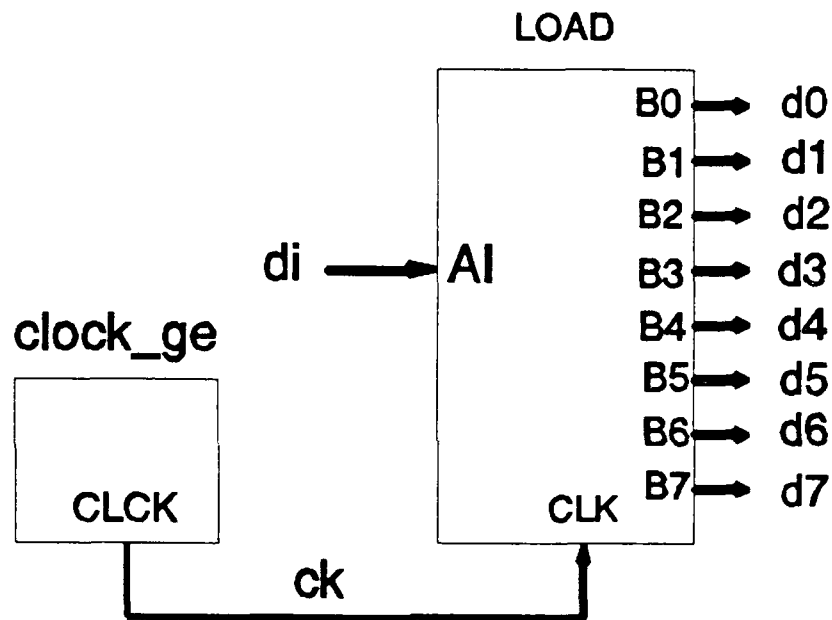 LOAD
B0 d0
B1 d1
B2 d2
di AI B3 d3
clock_ge B4 d4
B5 d5
B6 d6
B7 d7
CLCK CLK
ck